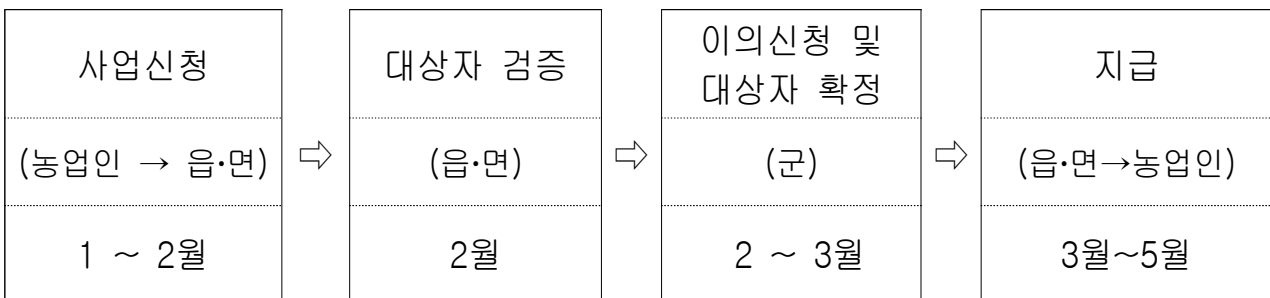 사업신청
(농업인 → 읍·면)
1 ~ 2월
⇨
대상자 검증
(읍·면)
2월
⇨
이의신청 및
대상자 확정
(군)
2 ~ 3월
⇨
지급
(읍·면→농업인)
3월~5월